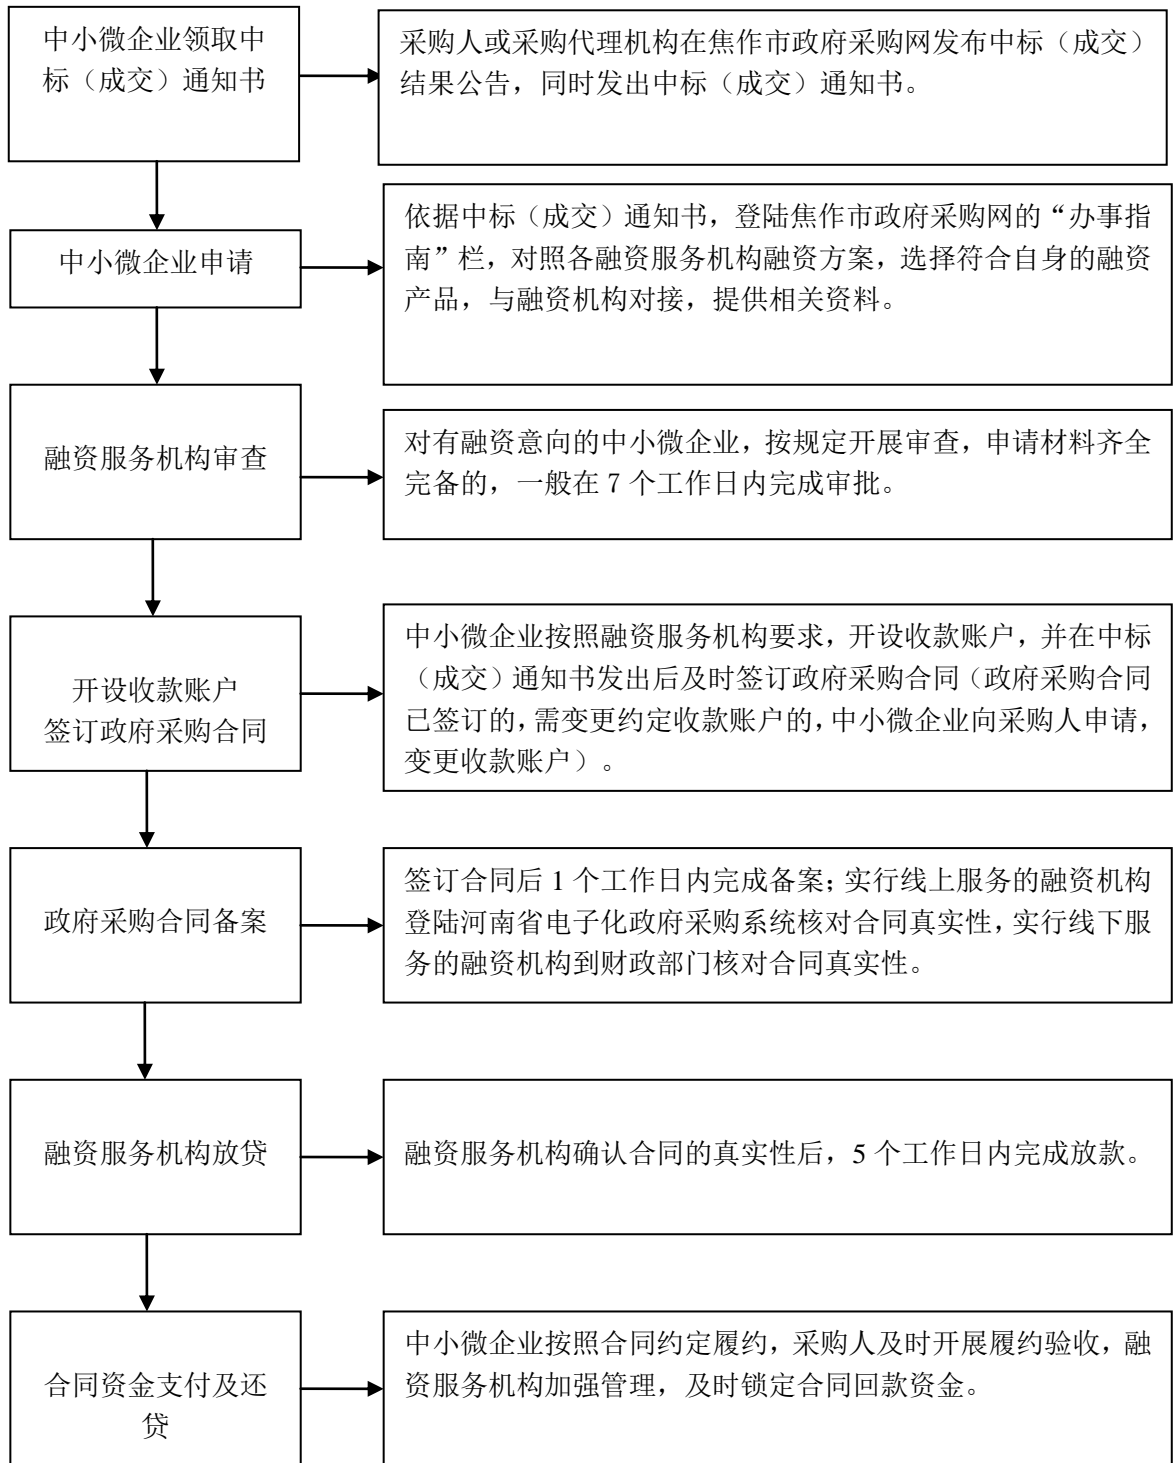 中小微企业领取中
标（成交）通知书
采购人或采购代理机构在焦作市政府采购网发布中标（成交）
结果公告，同时发出中标（成交）通知书。
中小微企业申请
依据中标（成交）通知书，登陆焦作市政府采购网的“办事指
南”栏，对照各融资服务机构融资方案，选择符合自身的融资
产品，与融资机构对接，提供相关资料。
融资服务机构审查
对有融资意向的中小微企业，按规定开展审查，申请材料齐全
完备的，一般在 7 个工作日内完成审批。
开设收款账户
签订政府采购合同
中小微企业按照融资服务机构要求，开设收款账户，并在中标
（成交）通知书发出后及时签订政府采购合同（政府采购合同
已签订的，需变更约定收款账户的，中小微企业向采购人申请，
变更收款账户）。
政府采购合同备案
签订合同后 1 个工作日内完成备案；实行线上服务的融资机构
登陆河南省电子化政府采购系统核对合同真实性，实行线下服
务的融资机构到财政部门核对合同真实性。
融资服务机构放贷
融资服务机构确认合同的真实性后，5 个工作日内完成放款。
合同资金支付及还
贷
中小微企业按照合同约定履约，采购人及时开展履约验收，融
资服务机构加强管理，及时锁定合同回款资金。